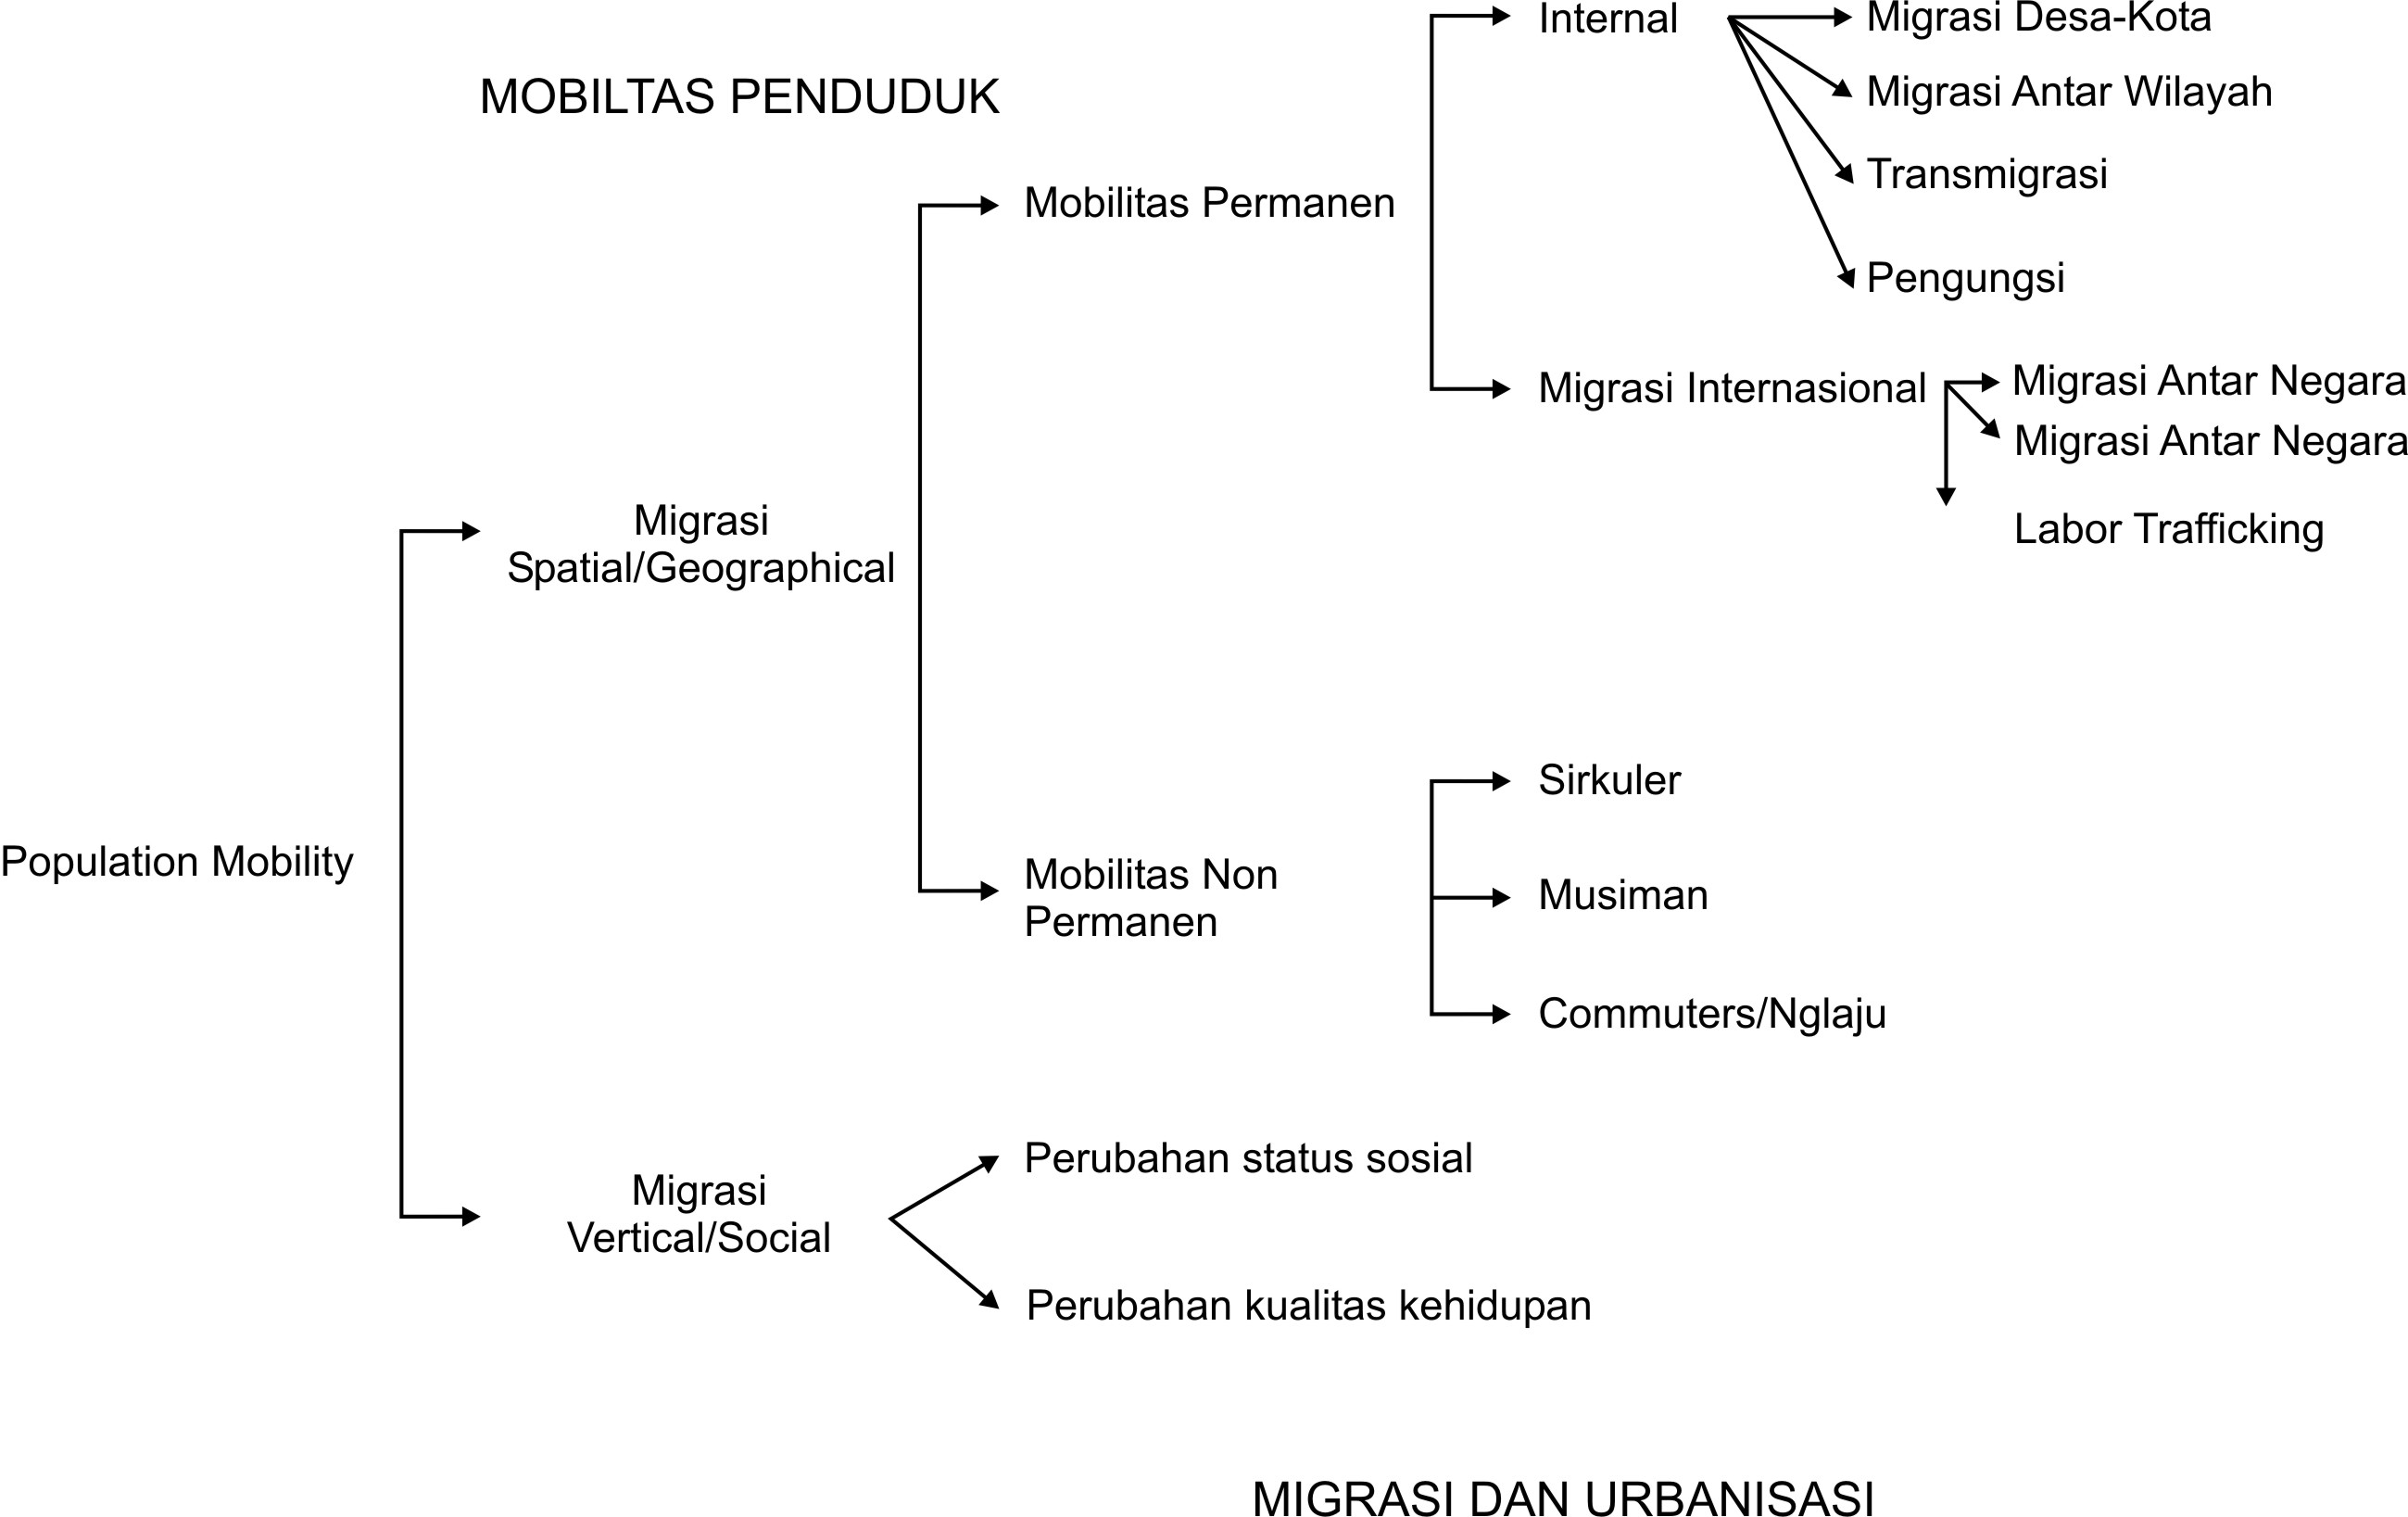 MOBILTAS PENDUDUK
Population Mobility
Migrasi
Spatial/Geographical
Mobilitas Permanen
Internal
Migrasi Desa-Kota
Migrasi Antar Wilayah
Transmigrasi
Pengungsi
Migrasi Internasional
Migrasi Antar Negara
Migrasi Antar Negara
Labor Trafficking
Mobilitas Non
Permanen
Sirkuler
Musiman
Commuters/Nglaju
Migrasi
Vertical/Social
Perubahan status sosial
Perubahan kualitas kehidupan
MIGRASI DAN URBANISASI